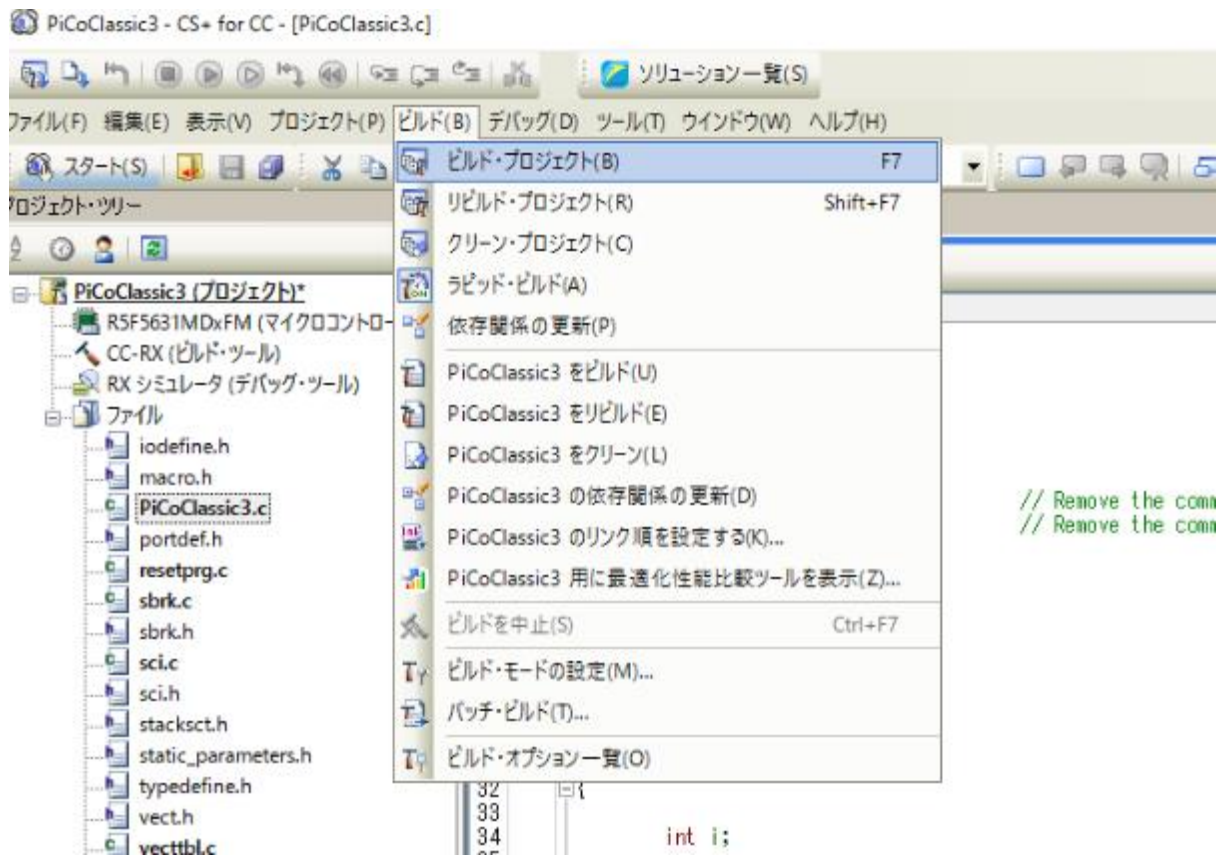 PiCoClassic3 - CS+ for CC - [PiCoClassic3.c]
ソリューション一覧(S)
ファイル(F) 編集(E) 表示(V) プロジェクト(P) ビルド(B) デバッグ(D) ツール(T) ウインドウ(W) ヘルプ(H)
スタート(S)
プロジェクト・ツリー
PiCoClassic3 (プロジェクト)*
R5F5631MDxFM (マイクロコントロー
CC-RX (ビルド・ツール)
RX シミュレータ (デバッグ・ツール)
ファイル
iodefine.h
macro.h
PiCoClassic3.c
portdef.h
resetprg.c
sbrk.c
sbrk.h
sci.c
sci.h
stacksct.h
static_parameters.h
typedefine.h
vect.h
vecttbl.c
ビルド・プロジェクト(B) F7
リビルド・プロジェクト(R) Shift+F7
クリーン・プロジェクト(C)
ラピッド・ビルド(A)
依存関係の更新(P)
PiCoClassic3 をビルド(U)
PiCoClassic3 をリビルド(E)
PiCoClassic3 をクリーン(L)
PiCoClassic3 の依存関係の更新(D)
PiCoClassic3 のリンク順を設定する(K)...
PiCoClassic3 用に最適化性能比較ツールを表示(Z)...
ビルドを中止(S) Ctrl+F7
ビルド・モードの設定(M)...
バッチ・ビルド(T)...
ビルド・オプション一覧(O)
// Remove the comm
// Remove the comm
32 {
33
34 int i;